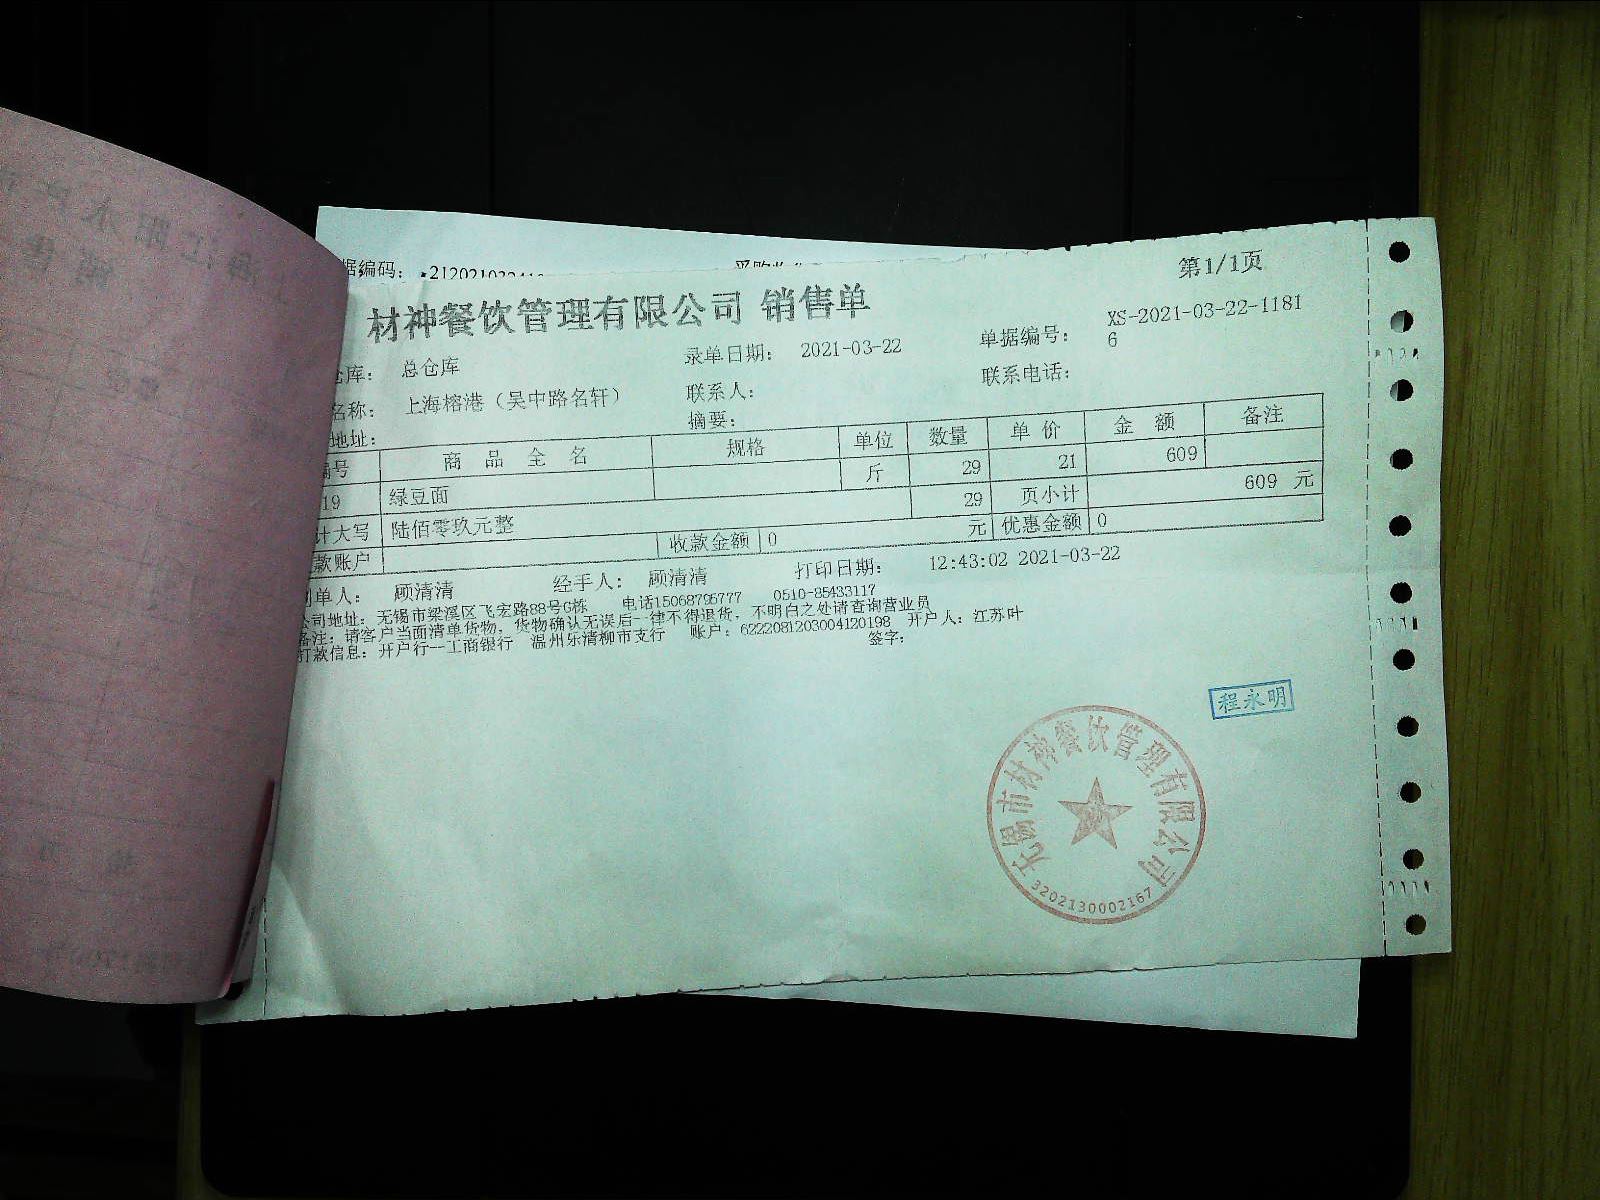 据编码：
第1/1页
材神餐饮管理有限公司 销售单
仓库： 总仓库 录单日期： 2021-03-22 单据编号： XS-2021-03-22-1181
6
名称： 上海榕港（吴中路名轩） 联系人： 联系电话：
地址： 摘要：
编号 商 品 全 名 规格 单位 数量 单 价 金 额 备注
19 绿豆面 斤 29 21 609
29 页小计 609 元
计大写 陆佰零玖元整 元 优惠金额 0
款账户 收款金额 0
制单人： 顾清清 经手人： 顾清清 打印日期： 12:43:02 2021-03-22
公司地址：无锡市梁溪区飞宏路88号G栋 电话15068795777 0510-85433117
备注：请客户当面清单货物，货物确认无误后一律不得退货，不明白之处请查询营业员
打款信息：开户行--工商银行 温州乐清柳市支行 账户：6222081203004120198 开户人：江苏叶
签字：
程永明
无锡市材神餐饮管理有限公司
3202130002167